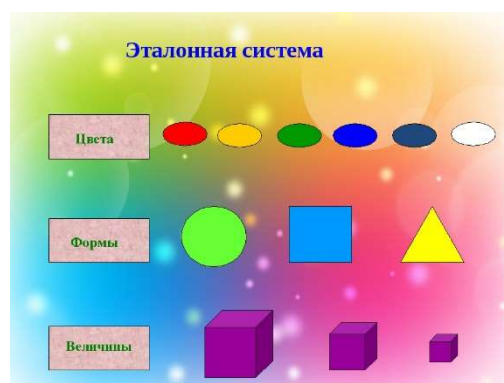 Эталонная система
Цвета
Формы
Величины